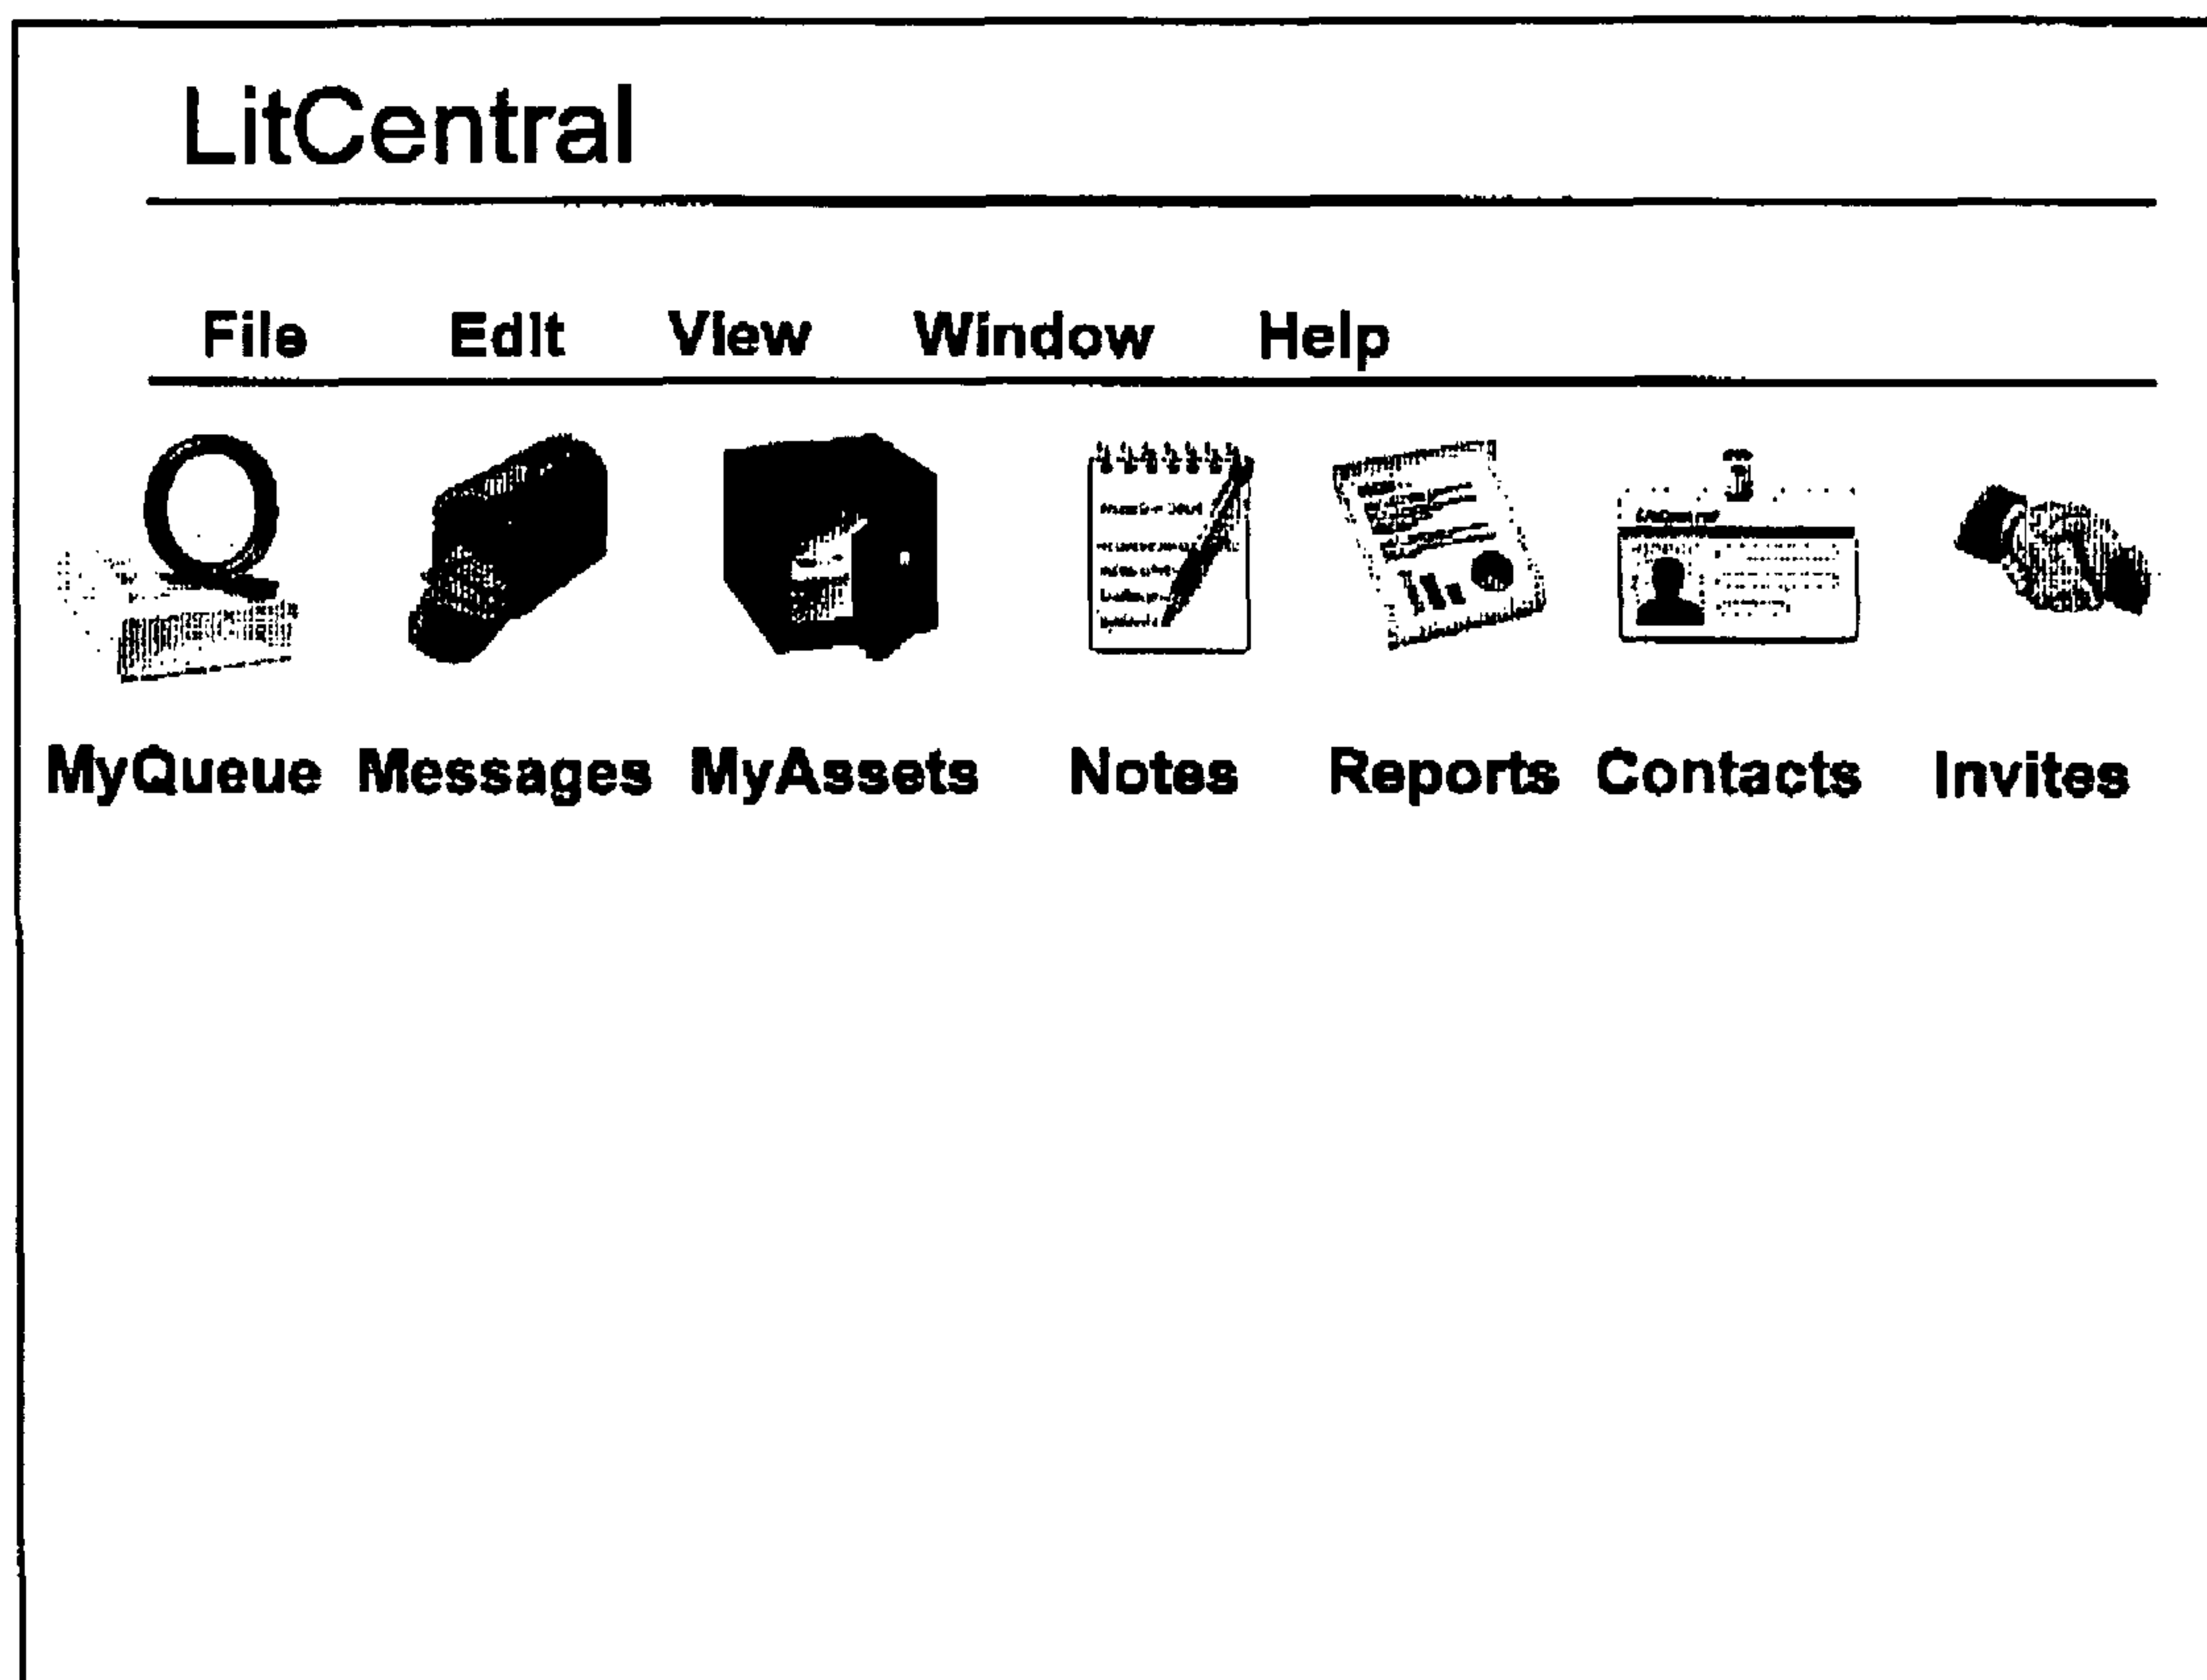 LitCentral
File Edit View Window Help
MyQueue Messages MyAssets Notes Reports Contacts Invites